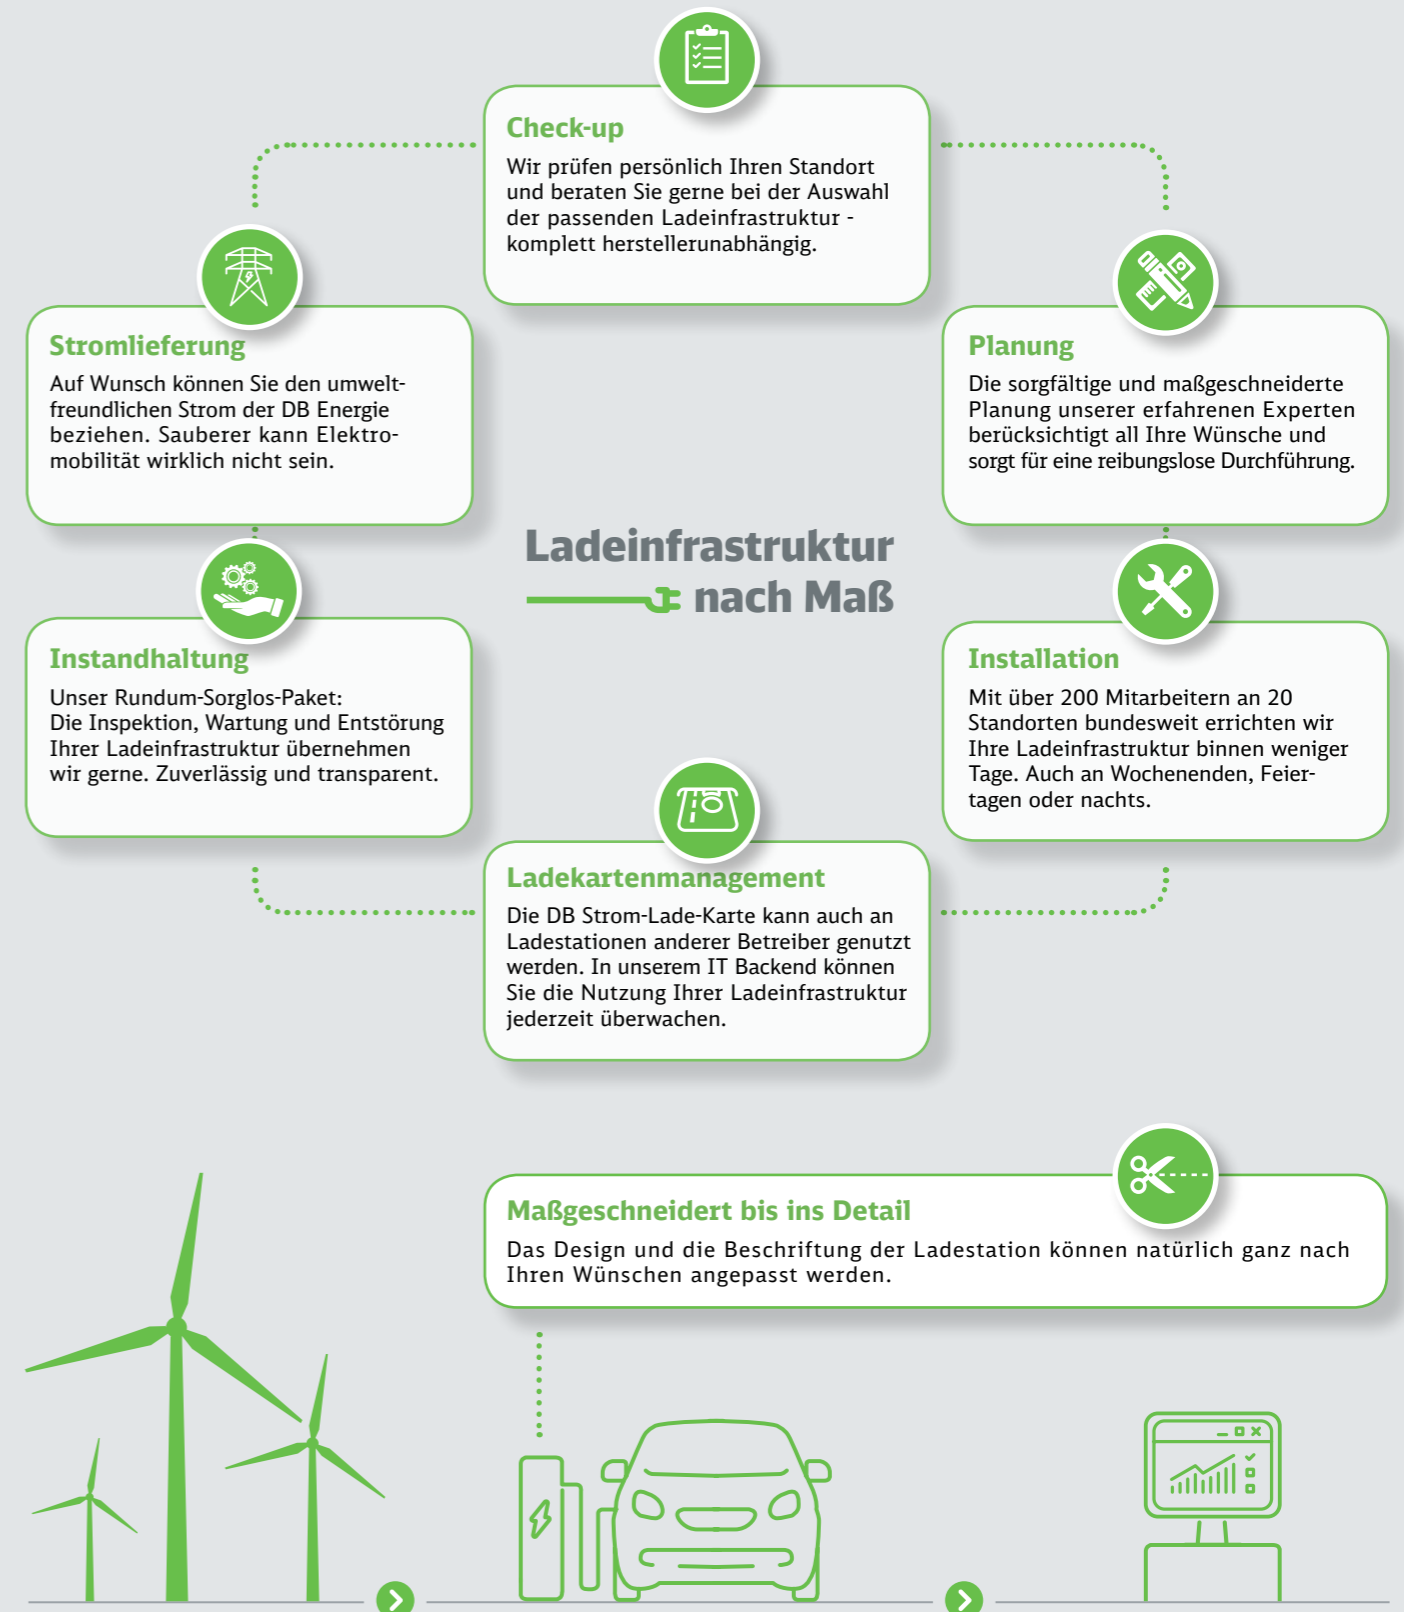 Check-up
Wir prüfen persönlich Ihren Standort
und beraten Sie gerne bei der Auswahl
der passenden Ladeinfrastruktur -
komplett herstellerunabhängig.
Stromlieferung
Auf Wunsch können Sie den umwelt-
freundlichen Strom der DB Energie
beziehen. Sauberer kann Elektro-
mobilität wirklich nicht sein.
Planung
Die sorgfältige und maßgeschneiderte
Planung unserer erfahrenen Experten
berücksichtigt all Ihre Wünsche und
sorgt für eine reibungslose Durchführung.
Ladeinfrastruktur
nach Maß
Instandhaltung
Unser Rundum-Sorglos-Paket:
Die Inspektion, Wartung und Entstörung
Ihrer Ladeinfrastruktur übernehmen
wir gerne. Zuverlässig und transparent.
Installation
Mit über 200 Mitarbeitern an 20
Standorten bundesweit errichten wir
Ihre Ladeinfrastruktur binnen weniger
Tage. Auch an Wochenenden, Feier-
tagen oder nachts.
Ladekartenmanagement
Die DB Strom-Lade-Karte kann auch an
Ladestationen anderer Betreiber genutzt
werden. In unserem IT Backend können
Sie die Nutzung Ihrer Ladeinfrastruktur
jederzeit überwachen.
Maßgeschneidert bis ins Detail
Das Design und die Beschriftung der Ladestation können natürlich ganz nach
Ihren Wünschen angepasst werden.